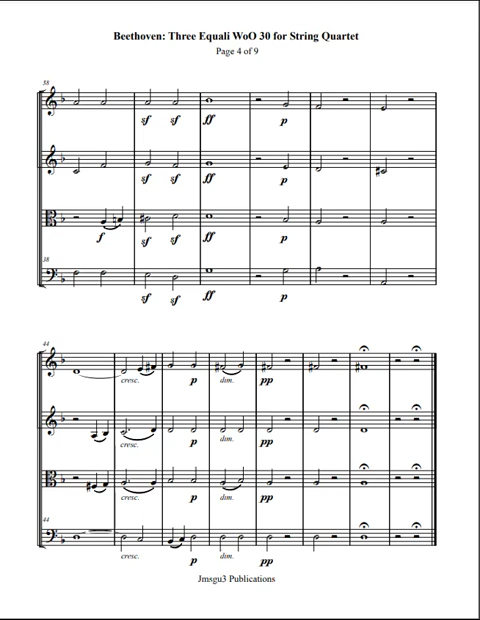 Beethoven: Three Equali WoO 30 for String Quartet
Page 4 of 9
38
sf sf ff p
sf sf ff p
f sf sf ff p
38
sf sf ff p
44
cresc. p dim. pp
cresc. p dim. pp
cresc. p dim. pp
44
cresc. p dim. pp
Jmsgu3 Publications